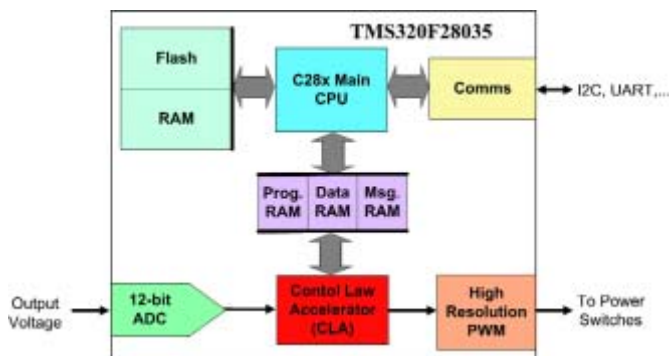 TMS320F28035
Flash
RAM
C28x Main
CPU
Comms
I2C, UART,...
Prog.
RAM
Data
RAM
Msg.
RAM
Output
Voltage
12-bit
ADC
Contol Law
Accelerator
(CLA)
High
Resolution
PWM
To Power
Switches